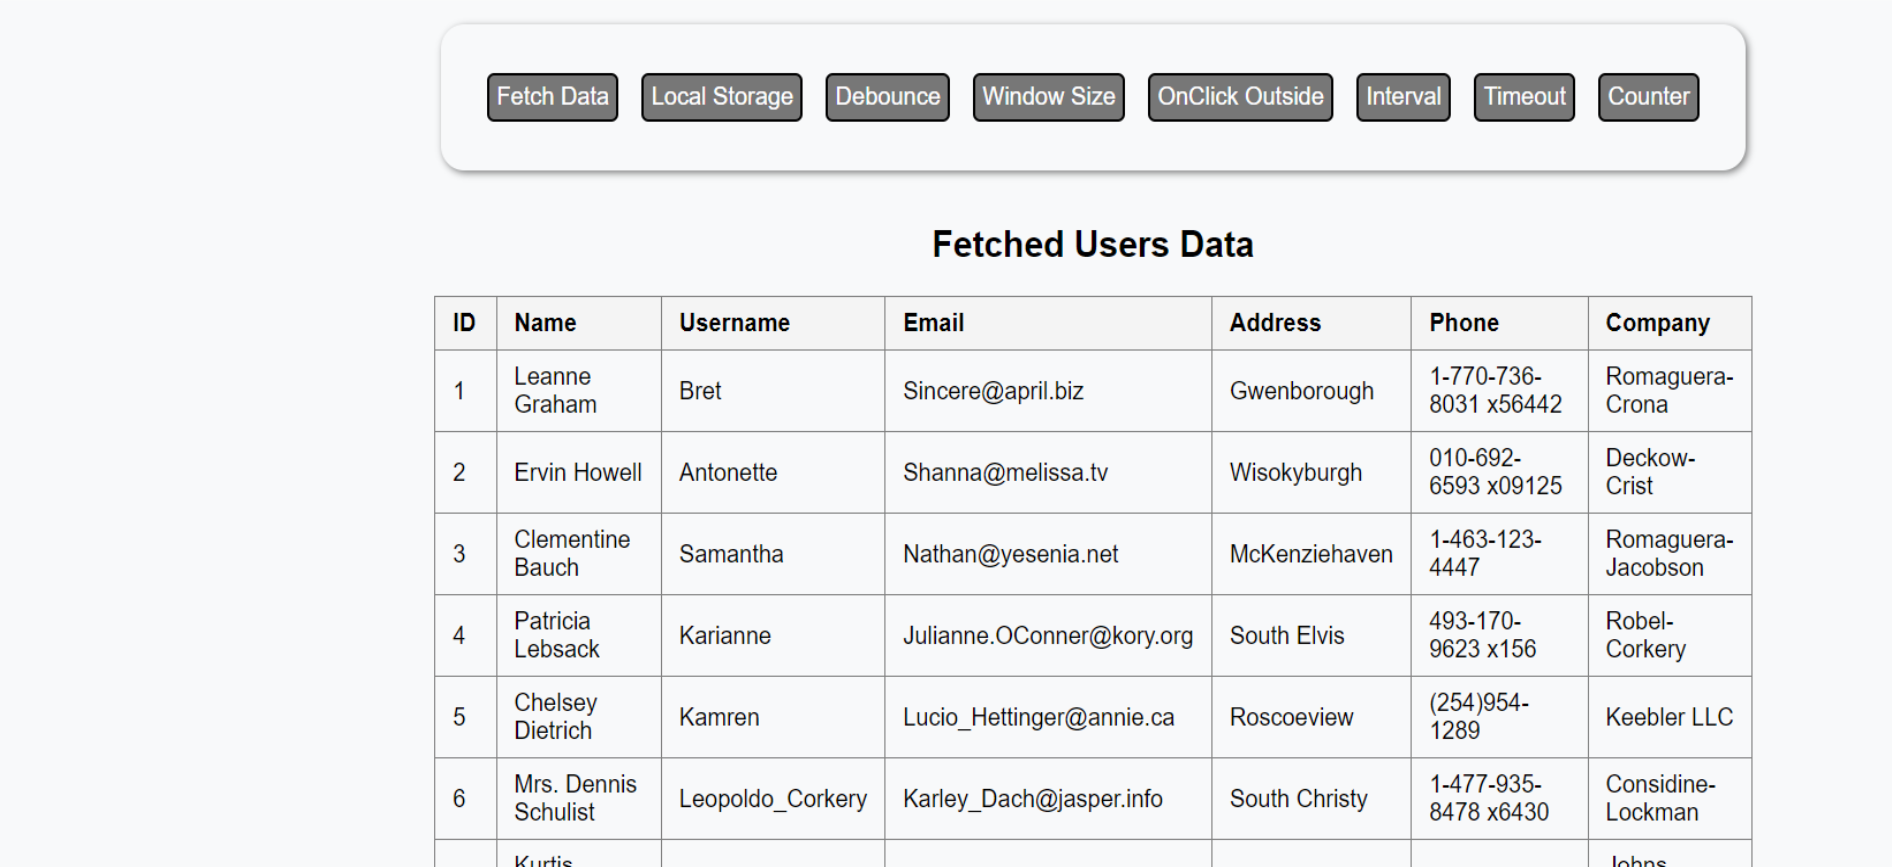 Fetch Data Local Storage Debounce Window Size OnClick Outside Interval Timeout Counter
Fetched Users Data
ID Name Username Email Address Phone Company
1 Leanne Graham Bret Sincere@april.biz Gwenborough 1-770-736-8031 x56442 Romaguera-Crona
2 Ervin Howell Antonette Shanna@melissa.tv Wisokyburgh 010-692-6593 x09125 Deckow-Crist
3 Clementine Bauch Samantha Nathan@yesenia.net McKenziehaven 1-463-123-4447 Romaguera-Jacobson
4 Patricia Lebsack Karianne Julianne.OConner@kory.org South Elvis 493-170-9623 x156 Robel-Corkery
5 Chelsey Dietrich Kamren Lucio_Hettinger@annie.ca Roscoeview (254)954-1289 Keebler LLC
6 Mrs. Dennis Schulist Leopoldo_Corkery Karley_Dach@jasper.info South Christy 1-477-935-8478 x6430 Considine-Lockman
Kurtis Johns